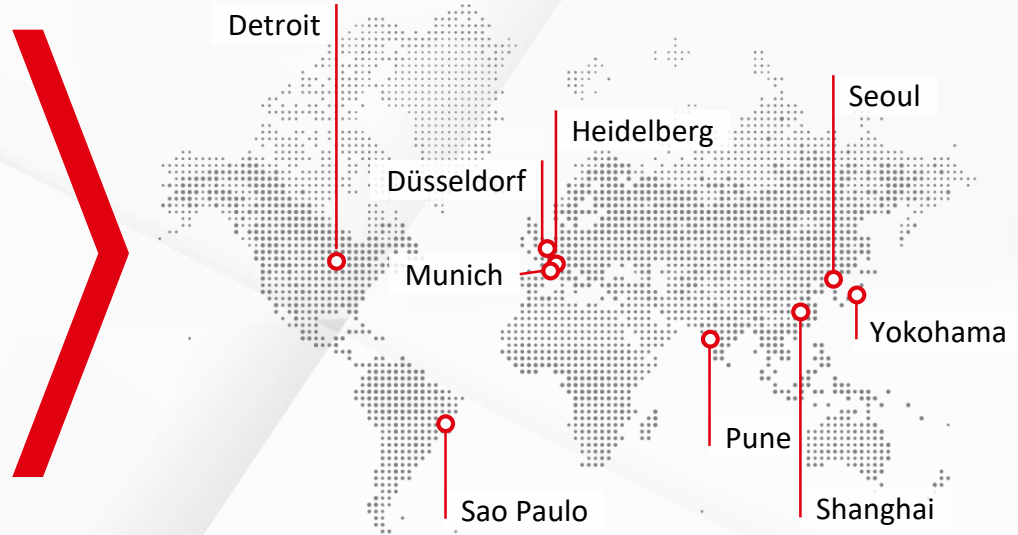 Detroit
Seoul
Heidelberg
Düsseldorf
Munich
Yokohama
Pune
Sao Paulo
Shanghai